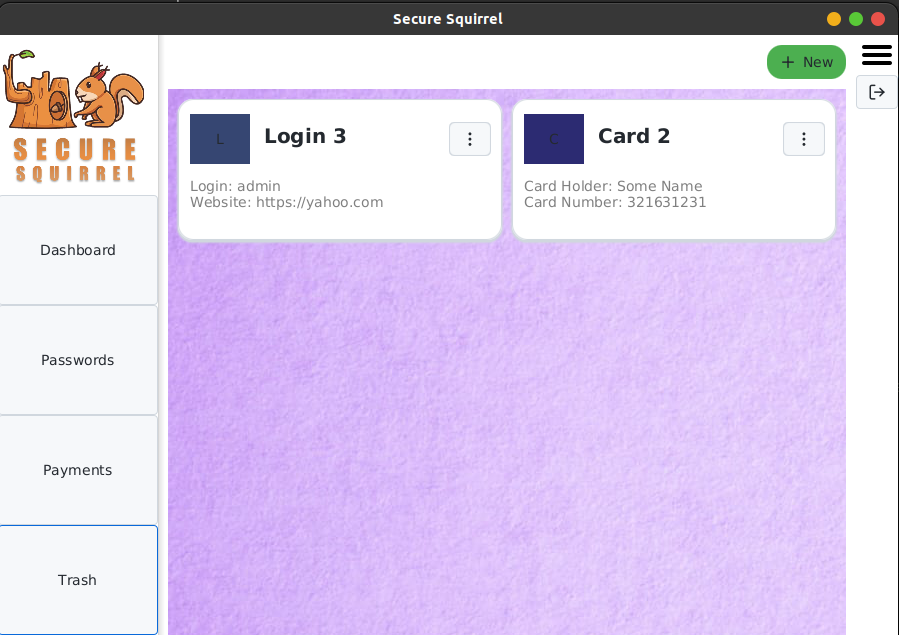 Secure Squirrel
SECURE
SQUIRREL
Dashboard
Passwords
Payments
Trash
+ New
L
Login 3
Login: admin
Website: https://yahoo.com
C
Card 2
Card Holder: Some Name
Card Number: 321631231